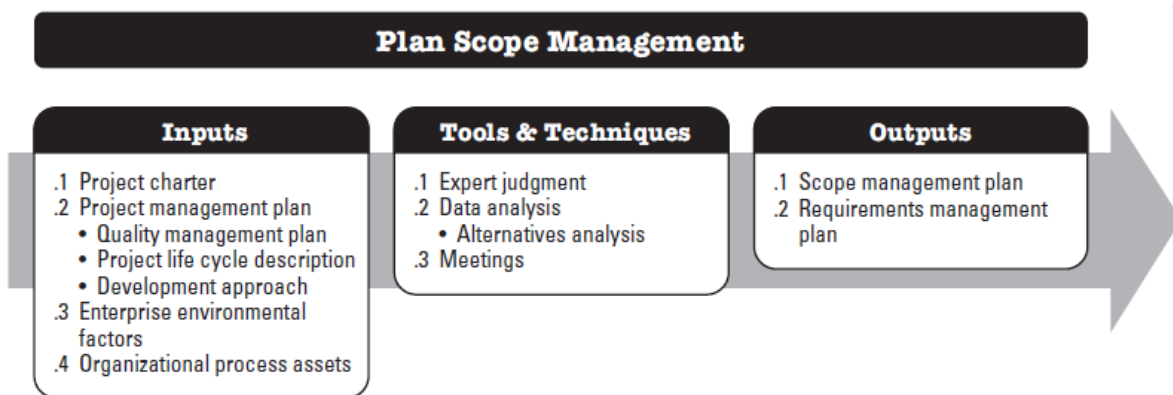 Plan Scope Management
Inputs
.1 Project charter
.2 Project management plan
• Quality management plan
• Project life cycle description
• Development approach
.3 Enterprise environmental
factors
.4 Organizational process assets
Tools & Techniques
.1 Expert judgment
.2 Data analysis
• Alternatives analysis
.3 Meetings
Outputs
.1 Scope management plan
.2 Requirements management
plan